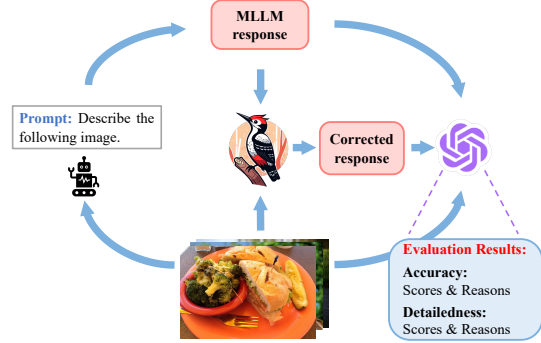 MLLM
response
Prompt: Describe the
following image.
Corrected
response
Evaluation Results:
Accuracy:
Scores & Reasons
Detailedness:
Scores & Reasons